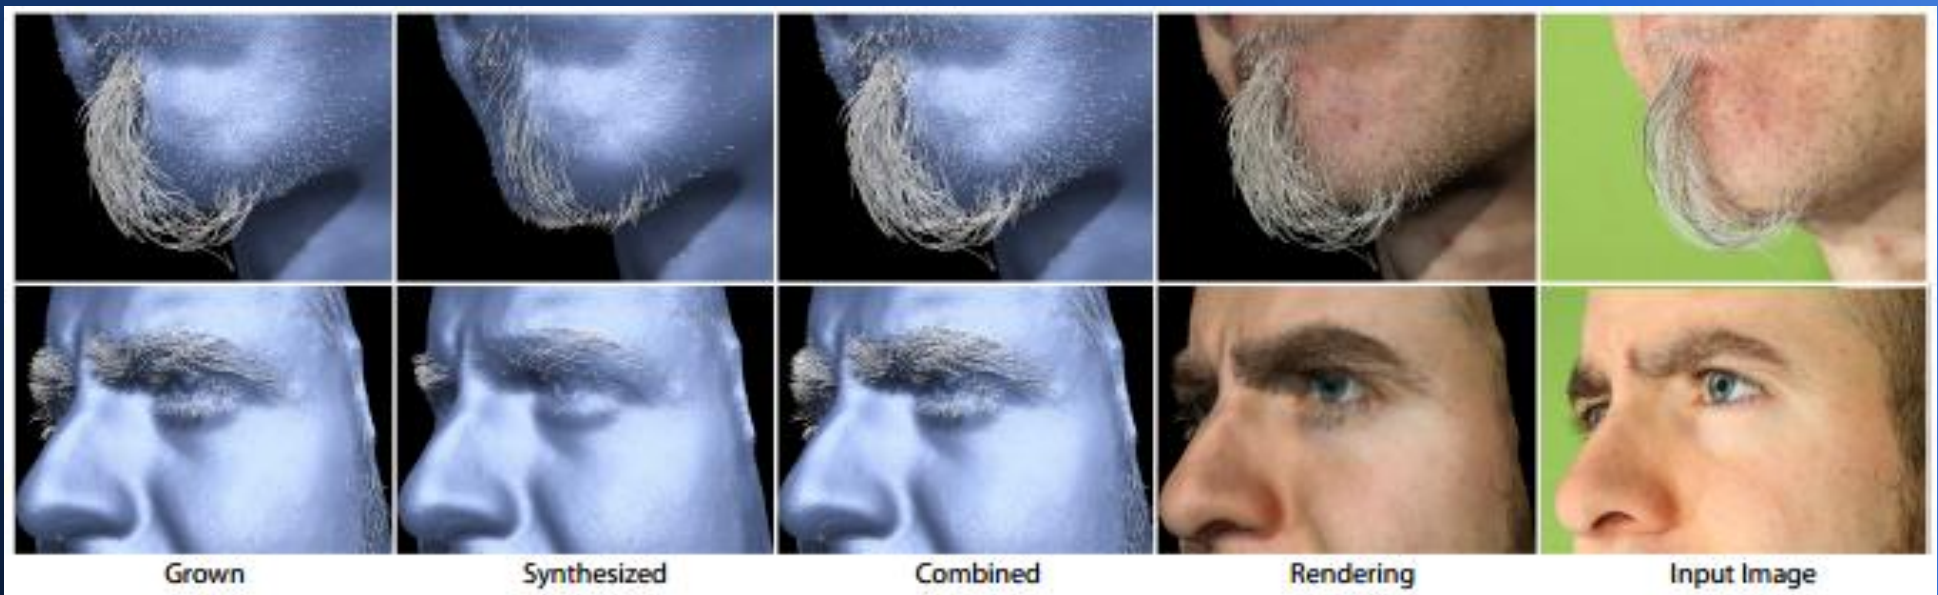 Grown
Synthesized
Combined
Rendering
Input Image